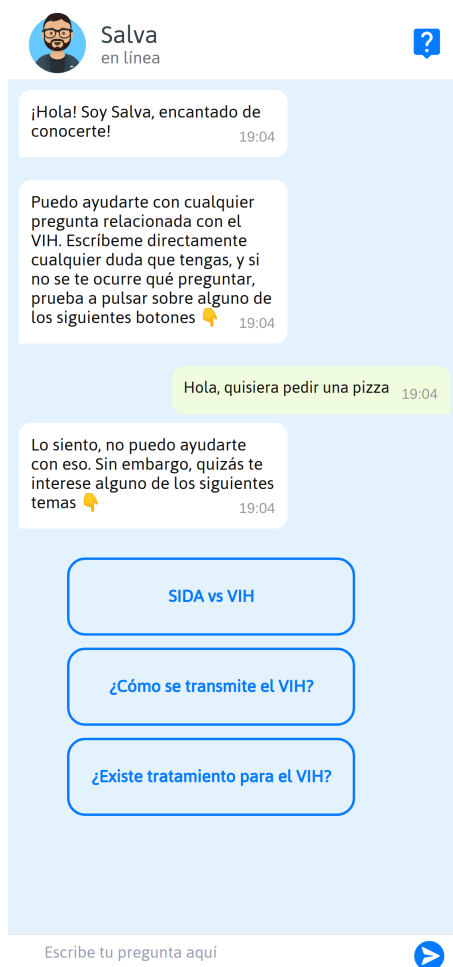 Salva
en línea
?
¡Hola! Soy Salva, encantado de
conocerte!
19:04
Puedo ayudarte con cualquier
pregunta relacionada con el
VIH. Escríbeme directamente
cualquier duda que tengas, y si
no se te ocurre qué preguntar,
prueba a pulsar sobre alguno de
los siguientes botones 👇
19:04
Hola, quisiera pedir una pizza
19:04
Lo siento, no puedo ayudarte
con eso. Sin embargo, quizás te
interese alguno de los siguientes
temas 👇
19:04
SIDA vs VIH
¿Cómo se transmite el VIH?
¿Existe tratamiento para el VIH?
Escribe tu pregunta aquí